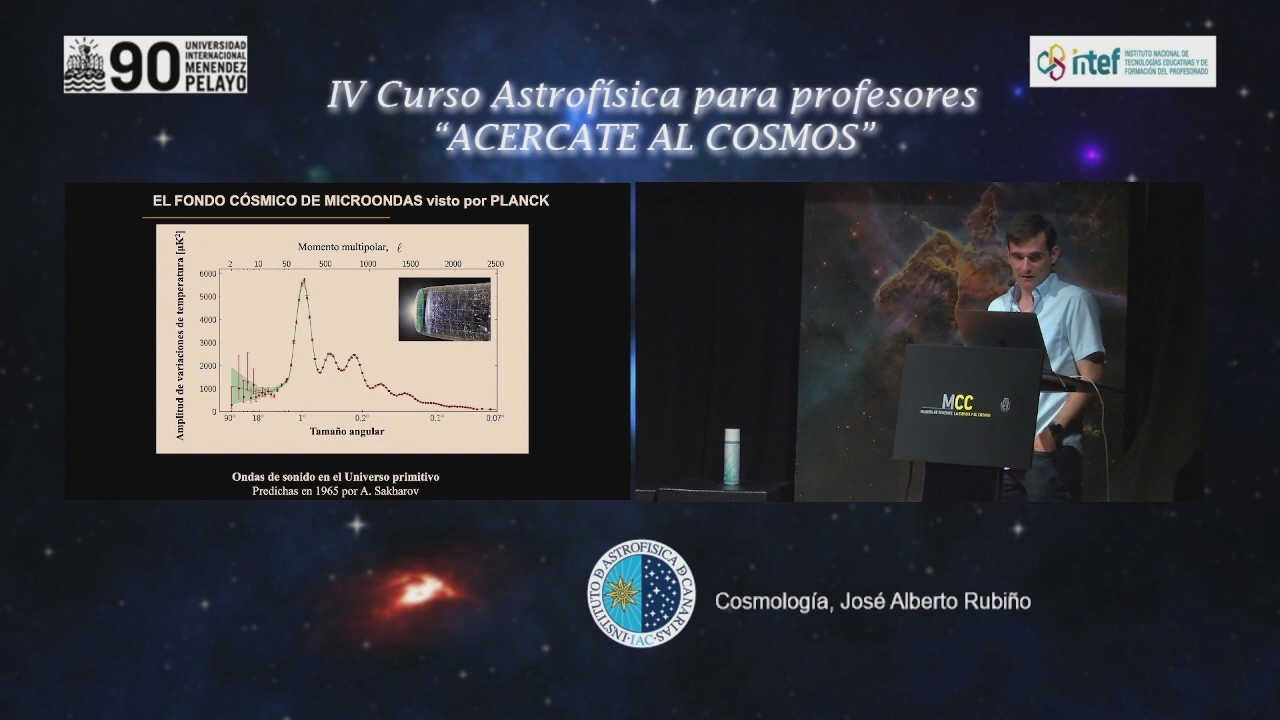 90
UNIVERSIDAD
INTERNACIONAL
MENENDEZ
PELAYO
intef
INSTITUTO NACIONAL DE
TECNOLOGÍAS EDUCATIVAS Y DE
FORMACIÓN DEL PROFESORADO
IV Curso Astrofísica para profesores
“ACERCATE AL COSMOS”
EL FONDO CÓSMICO DE MICROONDAS visto por PLANCK
Momento multipolar, ℓ
2 10 50 500 1000 1500 2000 2500
Amplitud de variaciones de temperatura [μK²]
6000
5000
4000
3000
2000
1000
0
90° 18° 1° 0.2° 0.1° 0.07°
Tamaño angular
Ondas de sonido en el Universo primitivo
Predichas en 1965 por A. Sakharov
MCC
INSTITUTO D ASTROFISICA D CANARIAS
·IAC·
Cosmología, José Alberto Rubiño